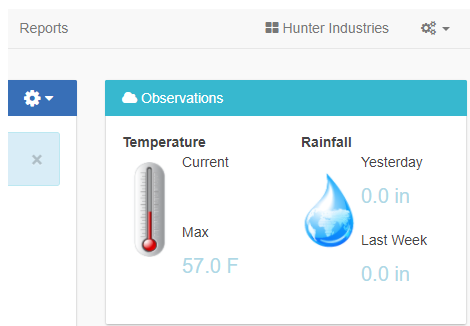 Reports
Hunter Industries
Observations
Temperature
Current
Max
57.0 F
Rainfall
Yesterday
0.0 in
Last Week
0.0 in